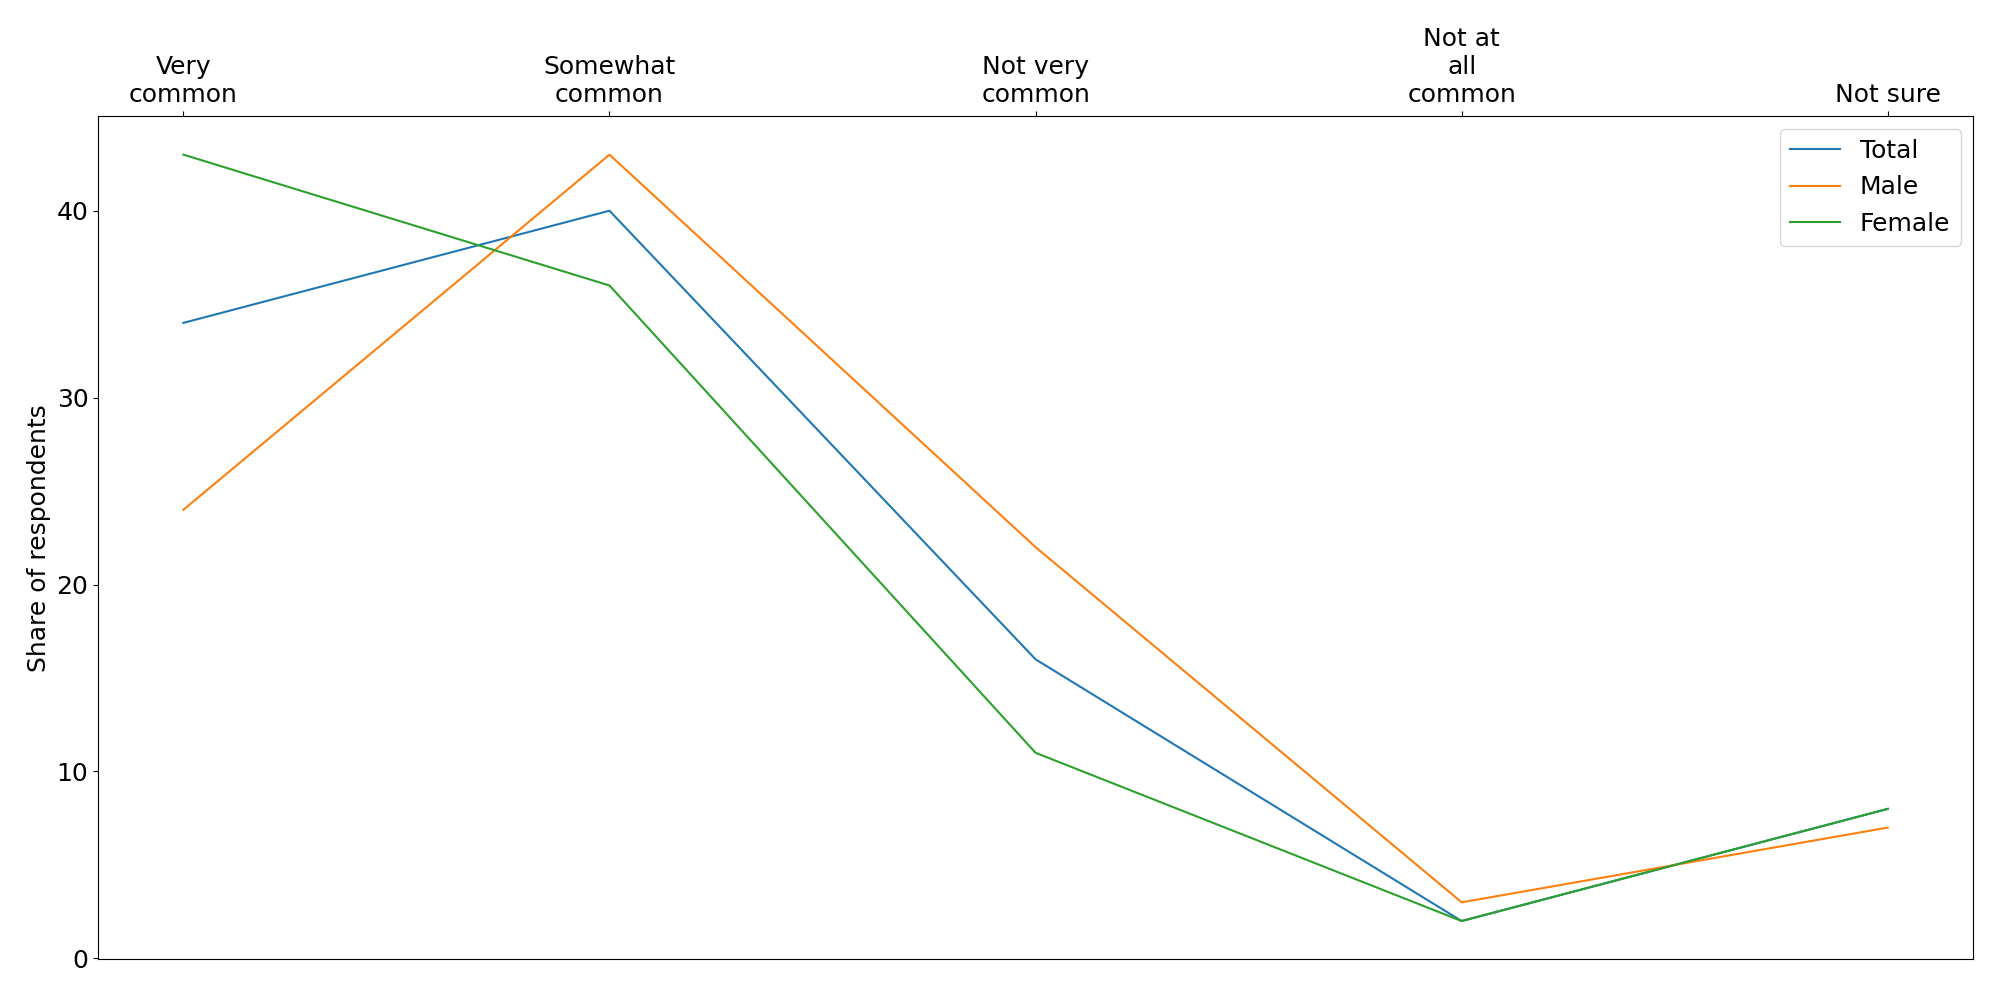 Very
common
Somewhat
common
Not very
common
Not at
all
common
Not sure
Total
Male
Female
40
30
20
10
0
Share of respondents